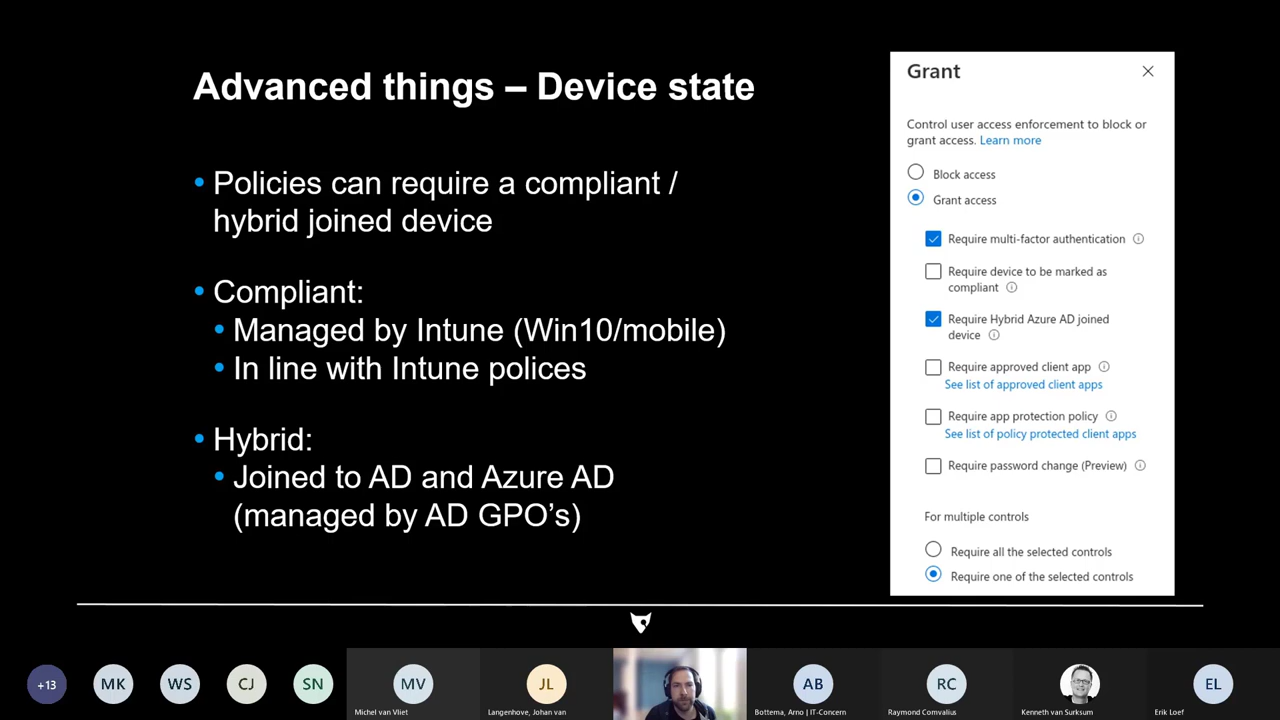 Advanced things – Device state
• Policies can require a compliant /
hybrid joined device
• Compliant:
• Managed by Intune (Win10/mobile)
• In line with Intune polices
• Hybrid:
• Joined to AD and Azure AD
(managed by AD GPO’s)
Grant
Control user access enforcement to block or
grant access. Learn more
Block access
Grant access
Require multi-factor authentication
Require device to be marked as
compliant
Require Hybrid Azure AD joined
device
Require approved client app
See list of approved client apps
Require app protection policy
See list of policy protected client apps
Require password change (Preview)
For multiple controls
Require all the selected controls
Require one of the selected controls
+13
MK
WS
CJ
SN
MV
Michel van Vliet
JL
Langenhove, Johan van
AB
Bottema, Arno | IT-Concern
RC
Raymond Comvalius
Kenneth van Surksum
EL
Erik Loef